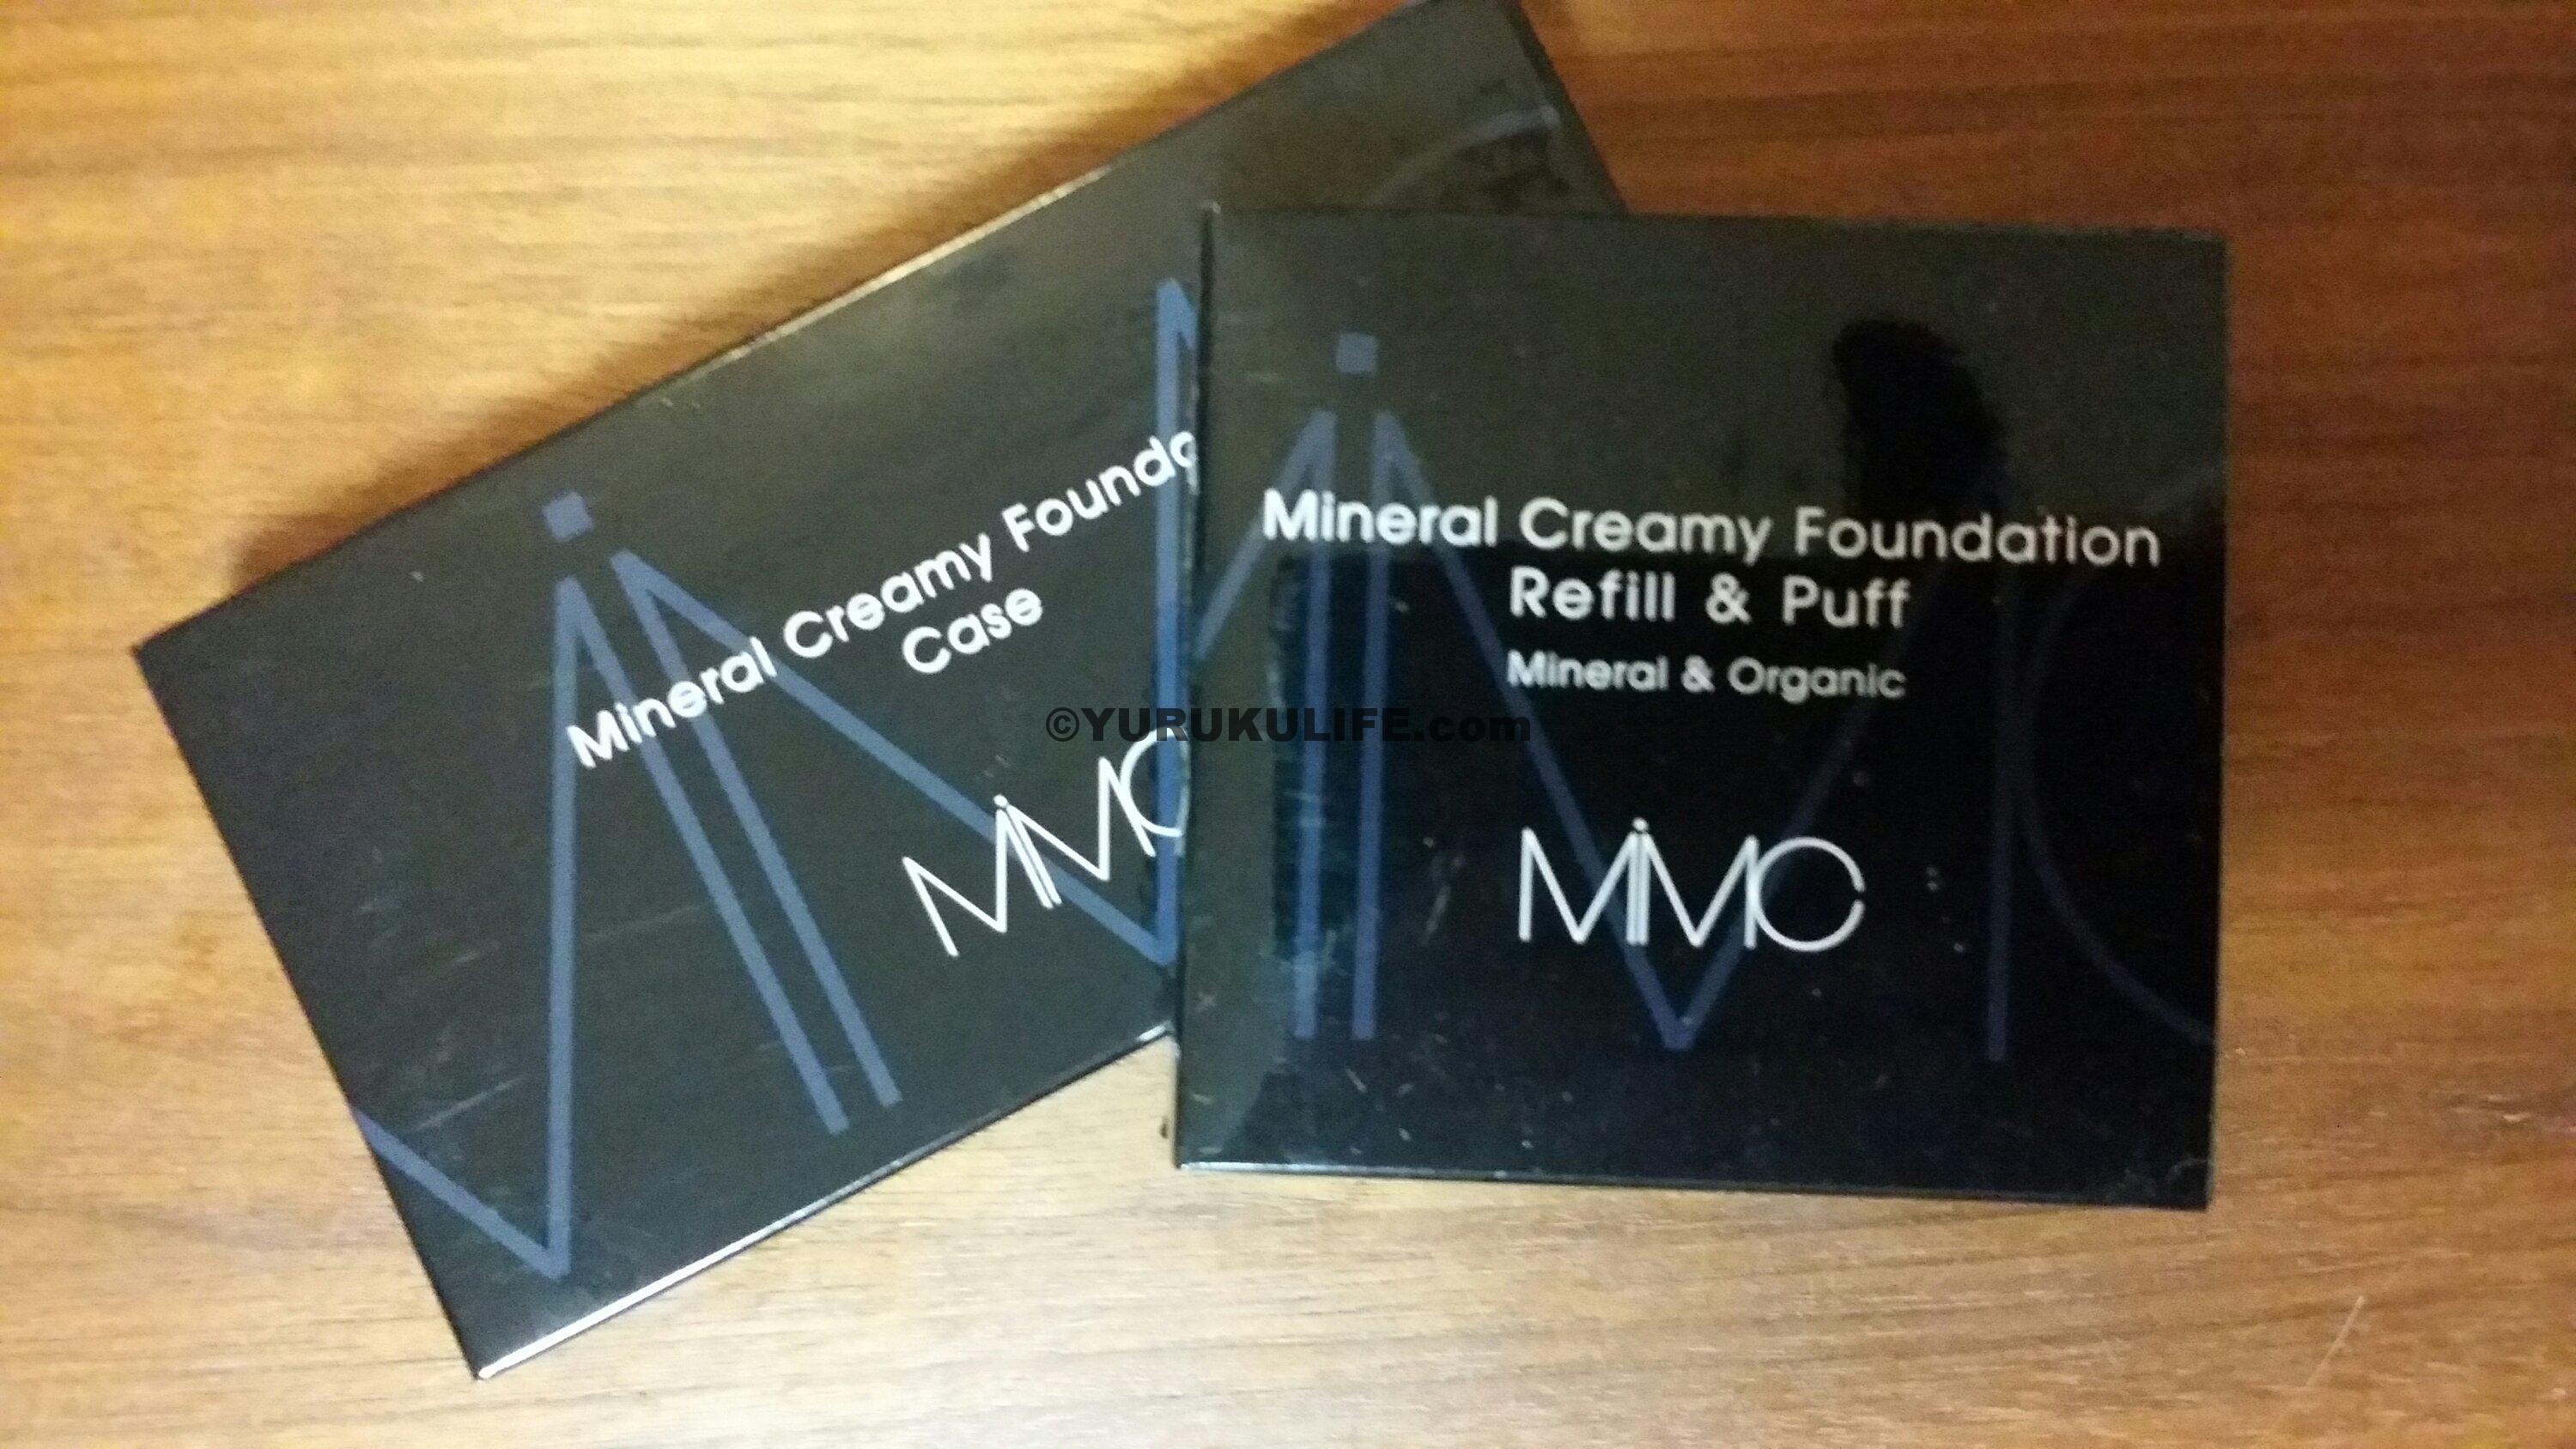 Mineral Creamy Founda
Case
MiMC
Mineral Creamy Foundation
Refill & Puff
Mineral & Organic
MiMC
©YURUKULIFE.com